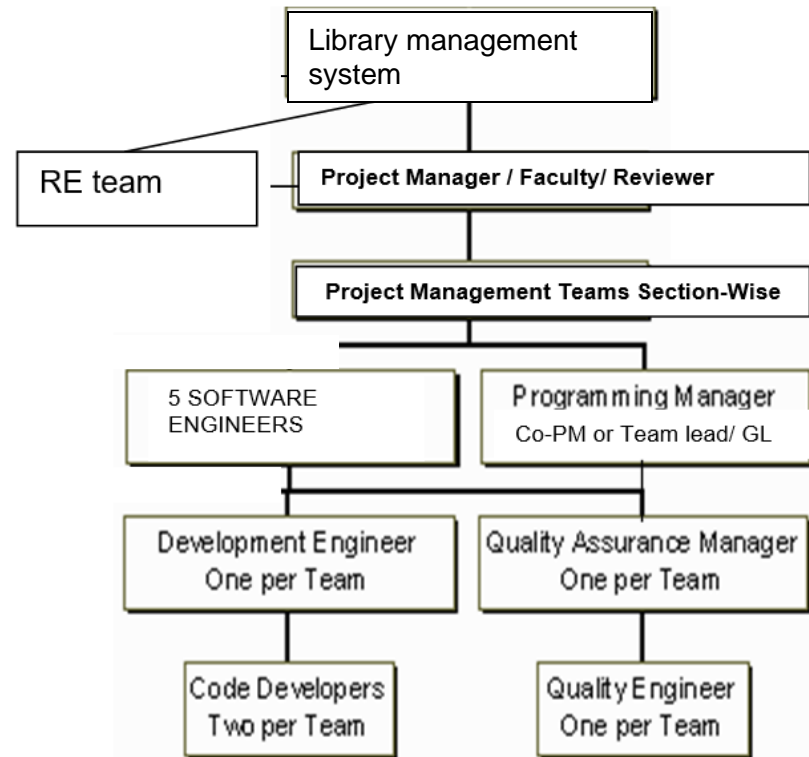 Library management
system
RE team
Project Manager / Faculty/ Reviewer
Project Management Teams Section-Wise
5 SOFTWARE
ENGINEERS
Programming Manager
Co-PM or Team lead/ GL
Development Engineer
One per Team
Quality Assurance Manager
One per Team
Code Developers
Two per Team
Quality Engineer
One per Team